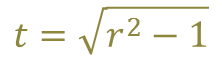 t = √(r² − 1)